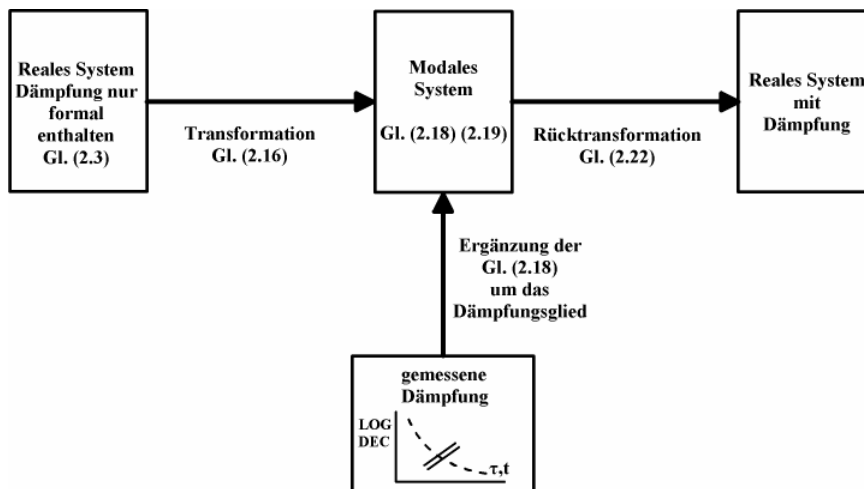 Reales System
Dämpfung nur
formal
enthalten
Gl. (2.3)
Transformation
Gl. (2.16)
Modales
System
Gl. (2.18) (2.19)
Rücktransformation
Gl. (2.22)
Reales System
mit
Dämpfung
Ergänzung der
Gl. (2.18)
um das
Dämpfungsglied
gemessene
Dämpfung
LOG
DEC
τ,t